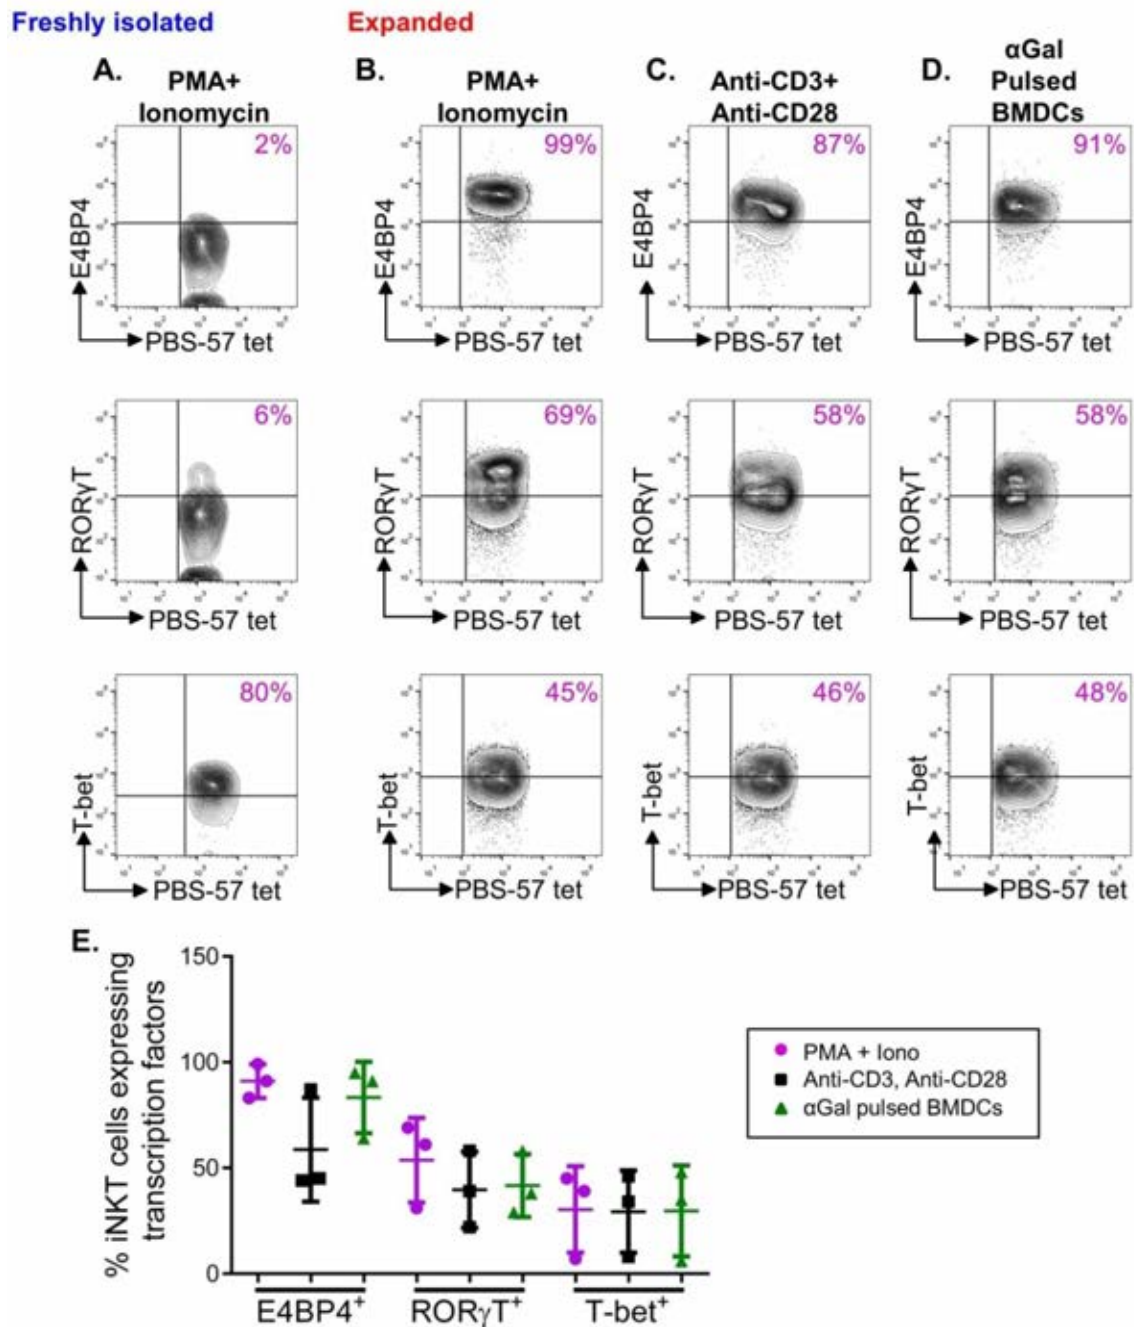 Freshly isolated
Expanded
A.
PMA+
Ionomycin
B.
PMA+
Ionomycin
C.
Anti-CD3+
Anti-CD28
D.
αGal
Pulsed
BMDCs
2%
E4BP4
PBS-57 tet
99%
E4BP4
PBS-57 tet
87%
E4BP4
PBS-57 tet
91%
E4BP4
PBS-57 tet
6%
RORγT
PBS-57 tet
69%
RORγT
PBS-57 tet
58%
RORγT
PBS-57 tet
58%
RORγT
PBS-57 tet
80%
T-bet
PBS-57 tet
45%
T-bet
PBS-57 tet
46%
T-bet
PBS-57 tet
48%
T-bet
PBS-57 tet
E.
% iNKT cells expressing
transcription factors
150
100
50
0
E4BP4⁺
RORγT⁺
T-bet⁺
PMA + Iono
Anti-CD3, Anti-CD28
αGal pulsed BMDCs